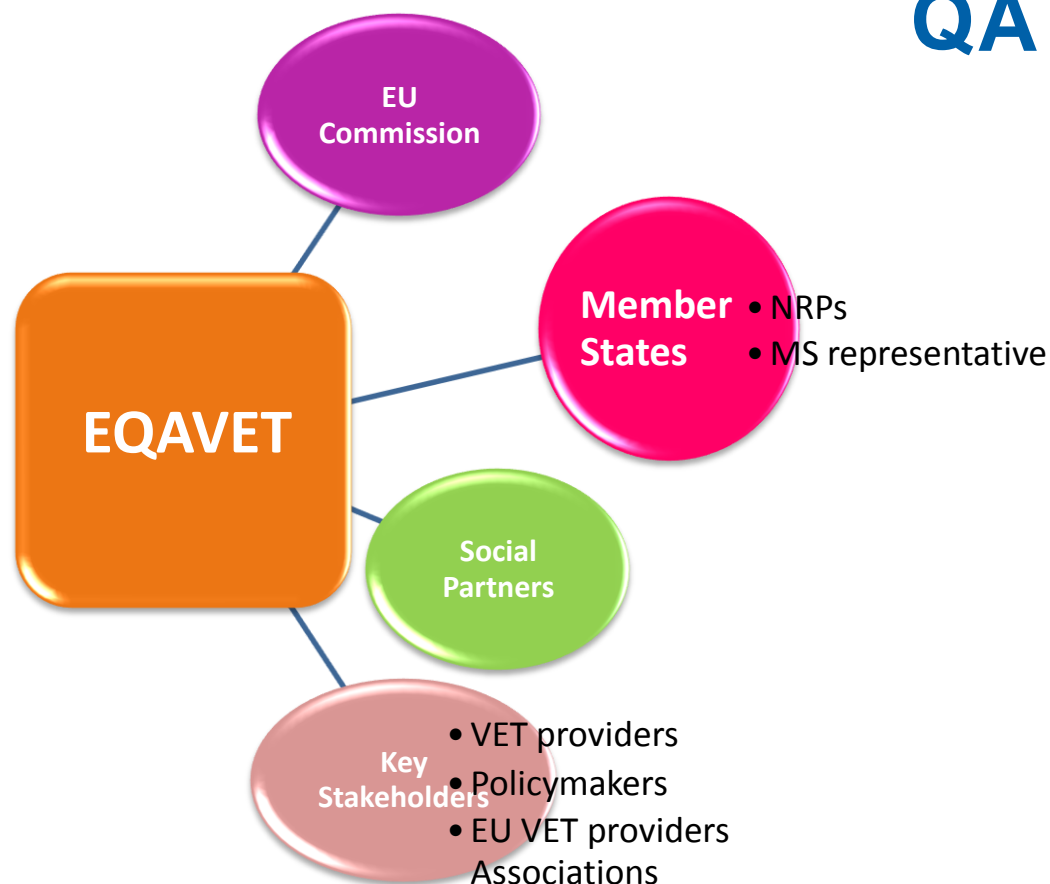 QA
EU
Commission
Member
States
• NRPs
• MS representative
EQAVET
Social
Partners
Key
Stakeholders
• VET providers
• Policymakers
• EU VET providers
Associations